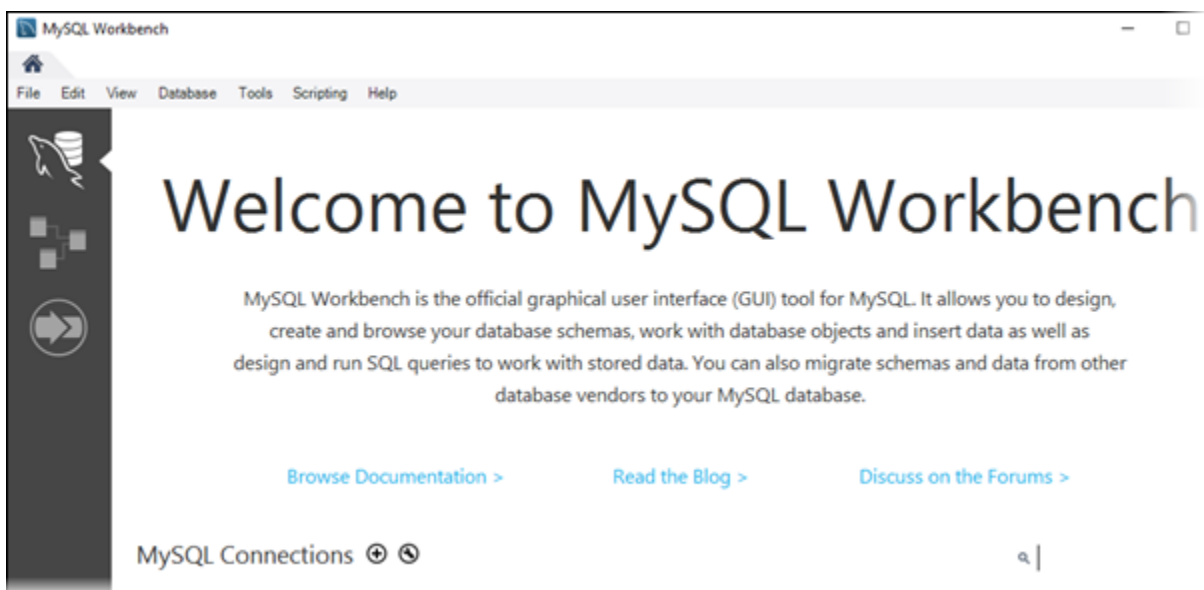 MySQL Workbench
File Edit View Database Tools Scripting Help
Welcome to MySQL Workbench
MySQL Workbench is the official graphical user interface (GUI) tool for MySQL. It allows you to design,
create and browse your database schemas, work with database objects and insert data as well as
design and run SQL queries to work with stored data. You can also migrate schemas and data from other
database vendors to your MySQL database.
Browse Documentation > Read the Blog > Discuss on the Forums >
MySQL Connections